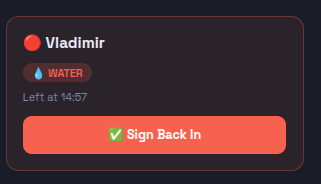 🔴 Vladimir
💧 WATER
Left at 14:57
✅ Sign Back In